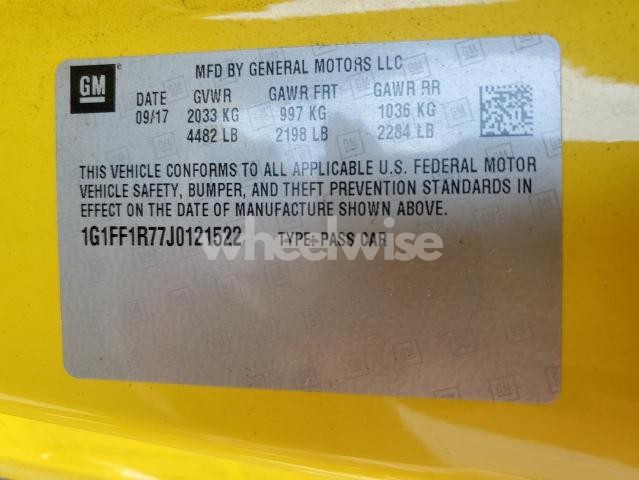 GM
MFD BY GENERAL MOTORS LLC
DATE GVWR GAWR FRT GAWR RR
09/17 2033 KG 997 KG 1036 KG
4482 LB 2198 LB 2284 LB
THIS VEHICLE CONFORMS TO ALL APPLICABLE U.S. FEDERAL MOTOR
VEHICLE SAFETY, BUMPER, AND THEFT PREVENTION STANDARDS IN
EFFECT ON THE DATE OF MANUFACTURE SHOWN ABOVE.
1G1FF1R77J0121522 TYPE: PASS CAR
wheelwise